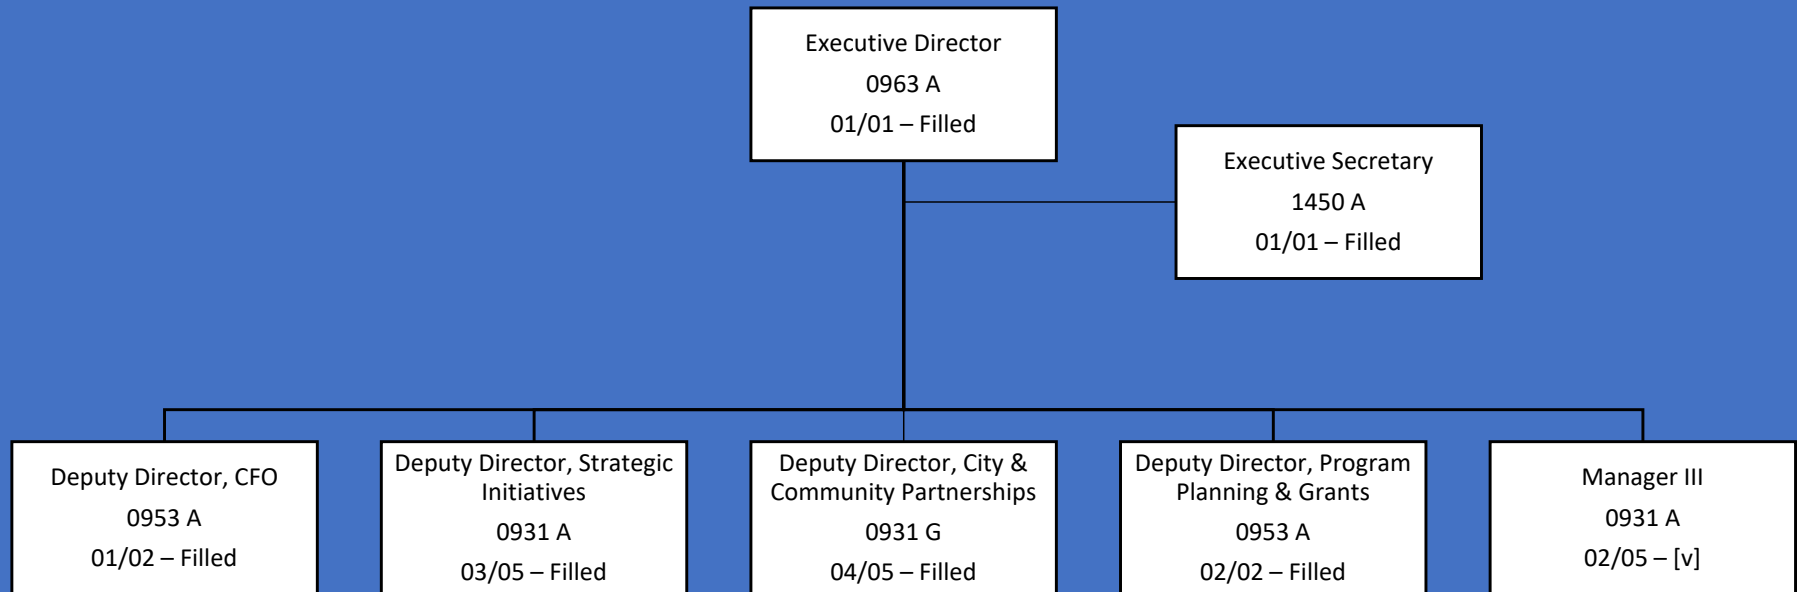 Executive Director
0963 A
01/01 – Filled
Executive Secretary
1450 A
01/01 – Filled
Deputy Director, CFO
0953 A
01/02 – Filled
Deputy Director, Strategic
Initiatives
0931 A
03/05 – Filled
Deputy Director, City &
Community Partnerships
0931 G
04/05 – Filled
Deputy Director, Program
Planning & Grants
0953 A
02/02 – Filled
Manager III
0931 A
02/05 – [v]